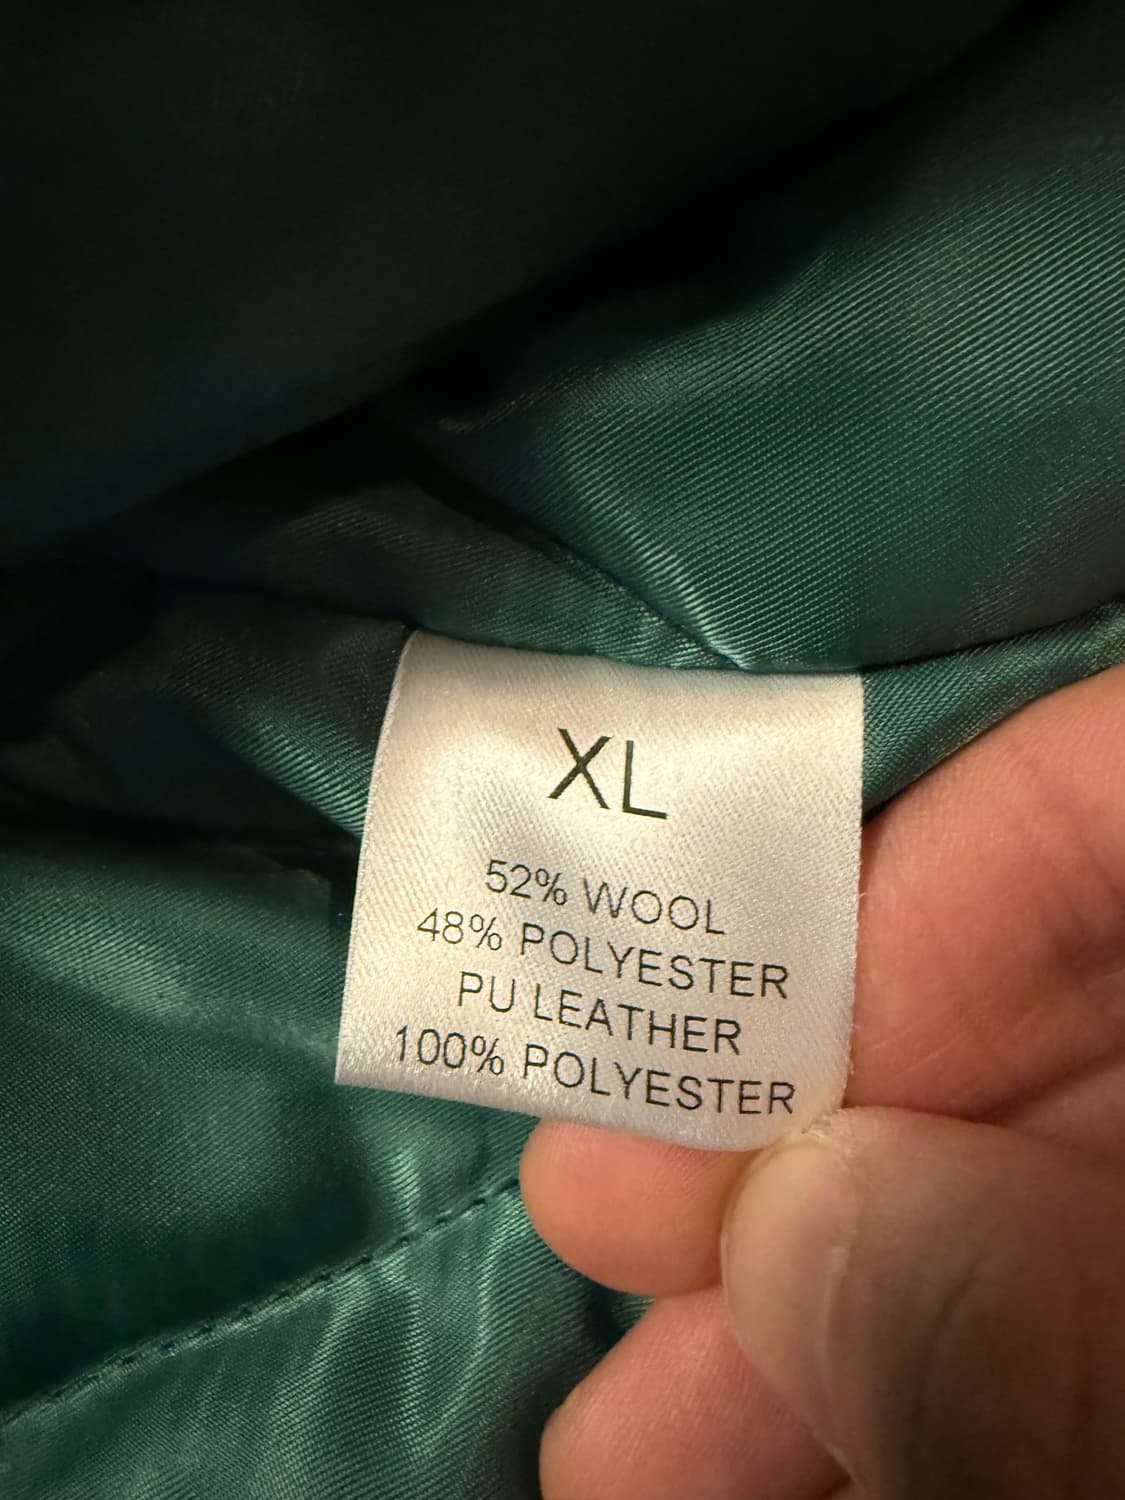 XL
52% WOOL
48% POLYESTER
PU LEATHER
100% POLYESTER